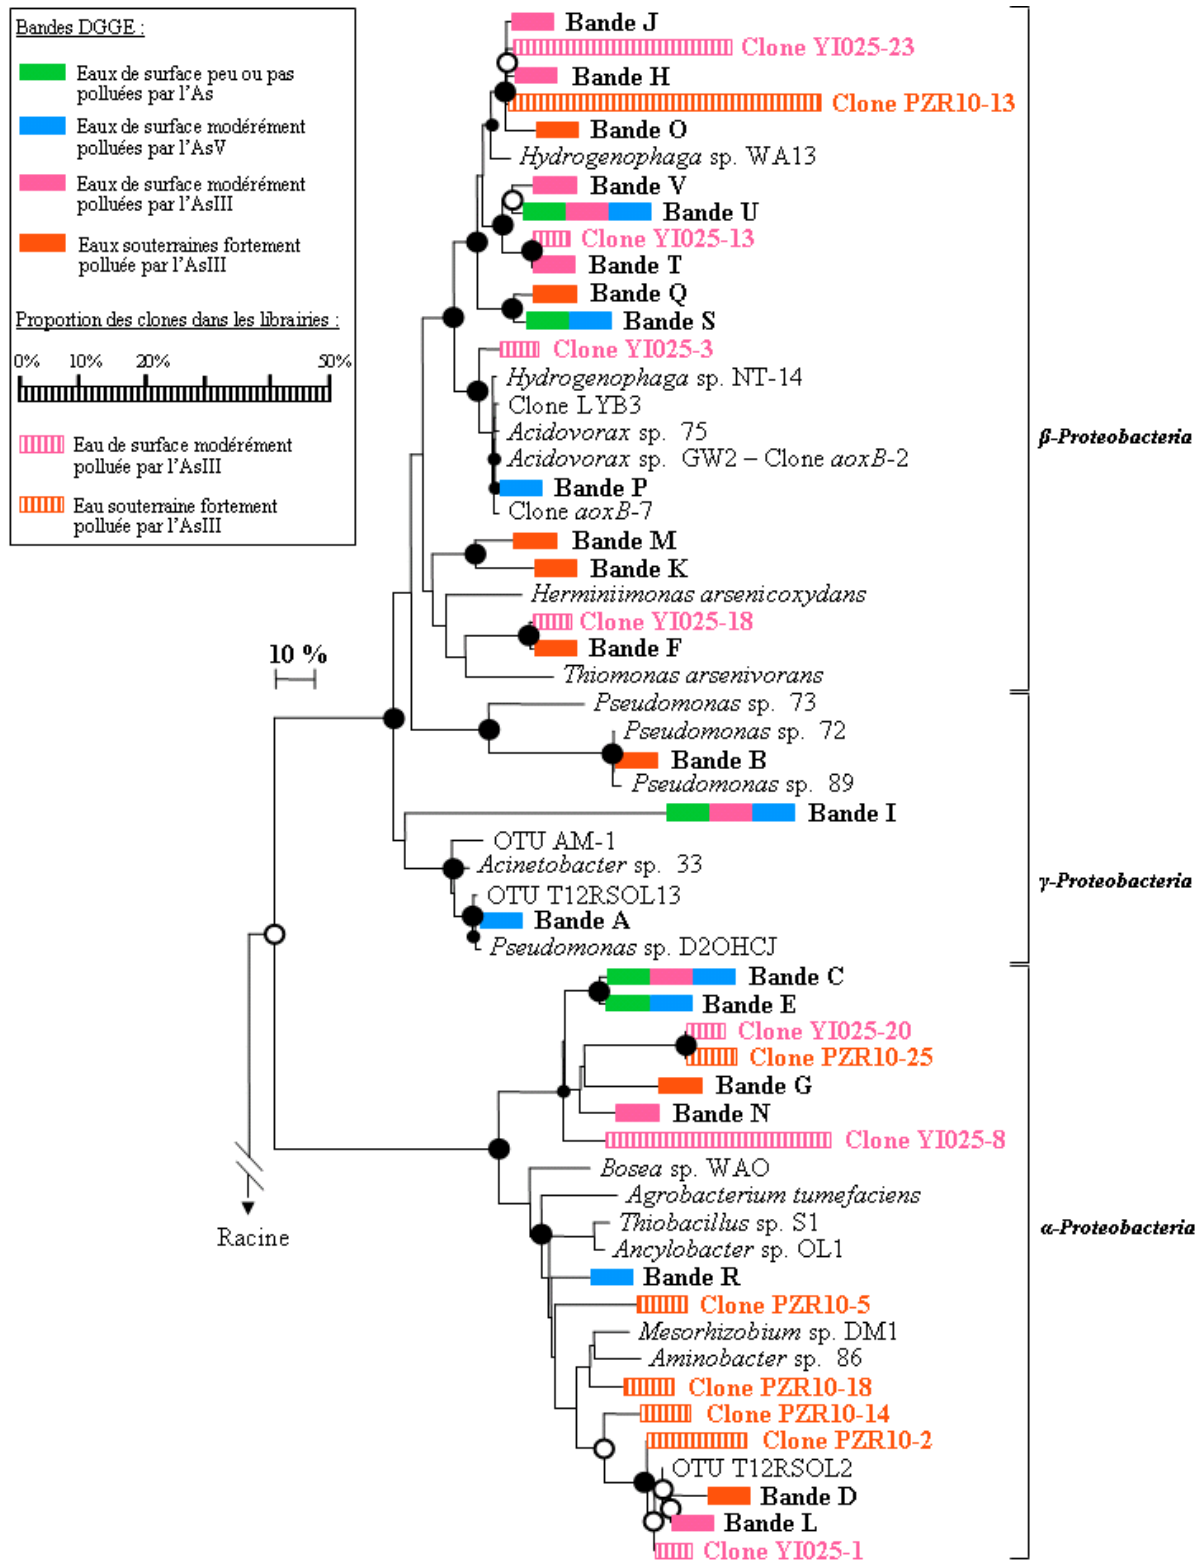 Bandes DGGE :
Eaux de surface peu ou pas
polluées par l'As
Eaux de surface modérément
polluées par l'AsV
Eaux de surface modérément
polluées par l'AsIII
Eaux souterraines fortement
polluée par l'AsIII
Proportion des clones dans les librairies :
0% 10% 20% 50%
Eau de surface modérément
polluée par l'AsIII
Eau souterraine fortement
polluée par l'AsIII
10 %
Racine
Bande J
Clone YI025-23
Bande H
Clone PZR10-13
Bande O
Hydrogenophaga sp. WA13
Bande V
Bande U
Clone YI025-13
Bande T
Bande Q
Bande S
Clone YI025-3
Hydrogenophaga sp. NT-14
Clone LYB3
Acidovorax sp. 75
Acidovorax sp. GW2 – Clone aoxB-2
Bande P
Clone aoxB-7
Bande M
Bande K
Herminiimonas arsenicoxydans
Clone YI025-18
Bande F
Thiomonas arsenivorans
β-Proteobacteria
Pseudomonas sp. 73
Pseudomonas sp. 72
Bande B
Pseudomonas sp. 89
Bande I
OTU AM-1
Acinetobacter sp. 33
OTU T12RSOL13
Bande A
Pseudomonas sp. D2OHCJ
γ-Proteobacteria
Bande C
Bande E
Clone YI025-20
Clone PZR10-25
Bande G
Bande N
Clone YI025-8
Bosea sp. WAO
Agrobacterium tumefaciens
Thiobacillus sp. S1
Ancylobacter sp. OL1
Bande R
Clone PZR10-5
Mesorhizobium sp. DM1
Aminobacter sp. 86
Clone PZR10-18
Clone PZR10-14
Clone PZR10-2
OTU T12RSOL2
Bande D
Bande L
Clone YI025-1
α-Proteobacteria